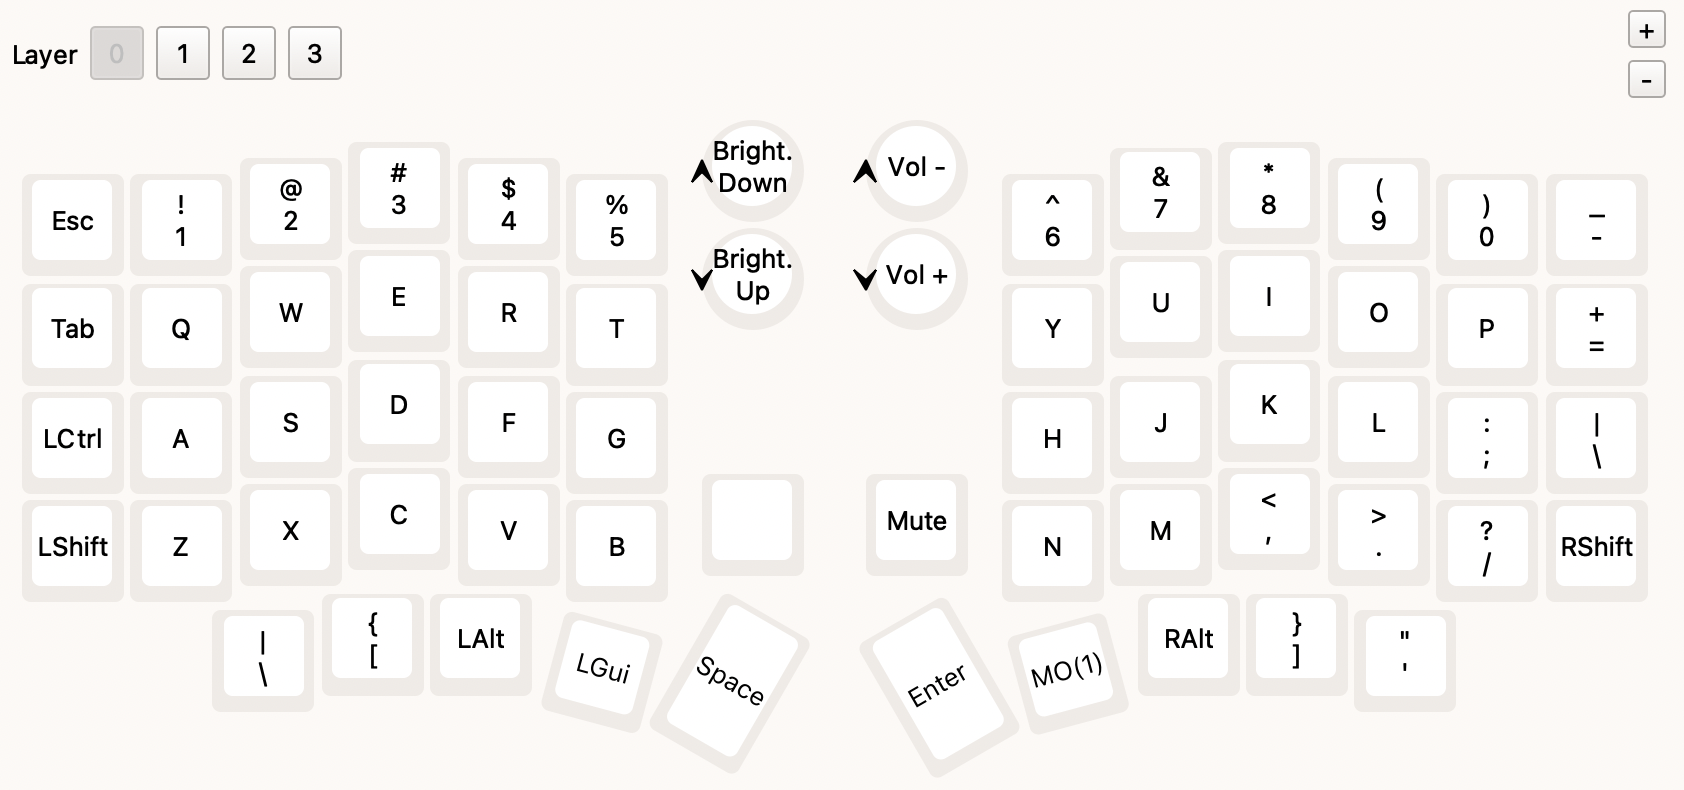 Layer 0 1 2 3
+
-
Esc
!
1
@
2
#
3
$
4
%
5
Bright.
Down
Vol -
^
6
&
7
*
8
(
9
)
0
_
-
Tab
Q
W
E
R
T
Bright.
Up
Vol +
Y
U
I
O
P
+
=
LCtrl
A
S
D
F
G
H
J
K
L
:
;
|
\
LShift
Z
X
C
V
B
Mute
N
M
<
,
>
.
?
/
RShift
|
\
{
[
LAlt
LGui
Space
Enter
MO(1)
RAlt
}
]
"
'